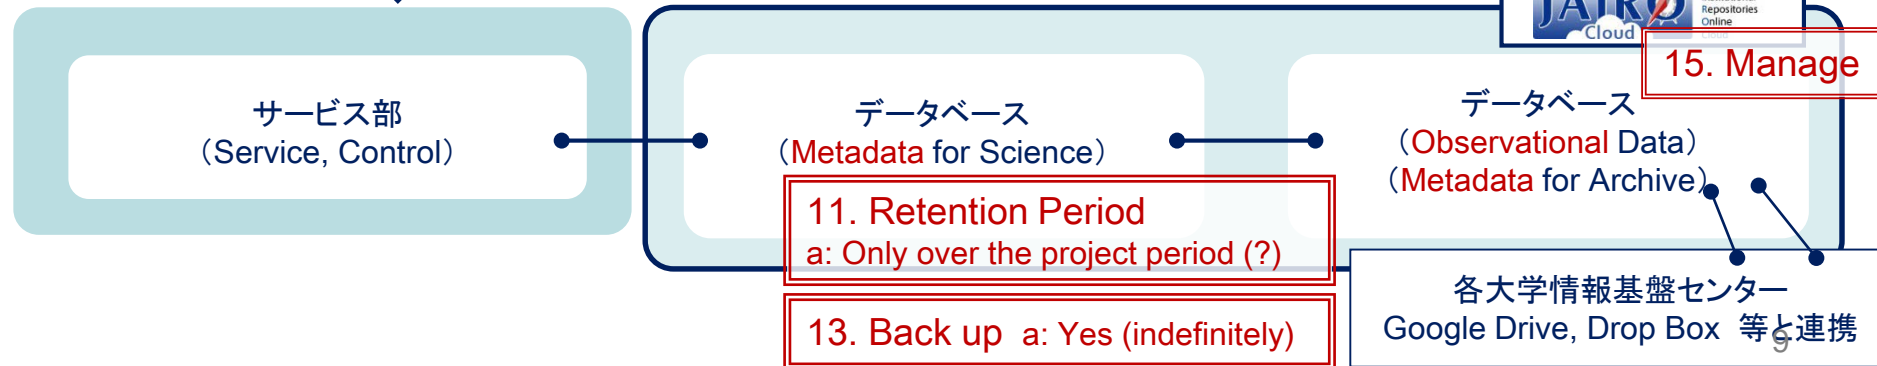 JAIRO
Cloud
Repositories
Online
15. Manage
サービス部
(Service, Control)
データベース
(Metadata for Science)
データベース
(Observational Data)
(Metadata for Archive)
11. Retention Period
a: Only over the project period (?)
13. Back up a: Yes (indefinitely)
各大学情報基盤センター
Google Drive, Drop Box 等と連携
9